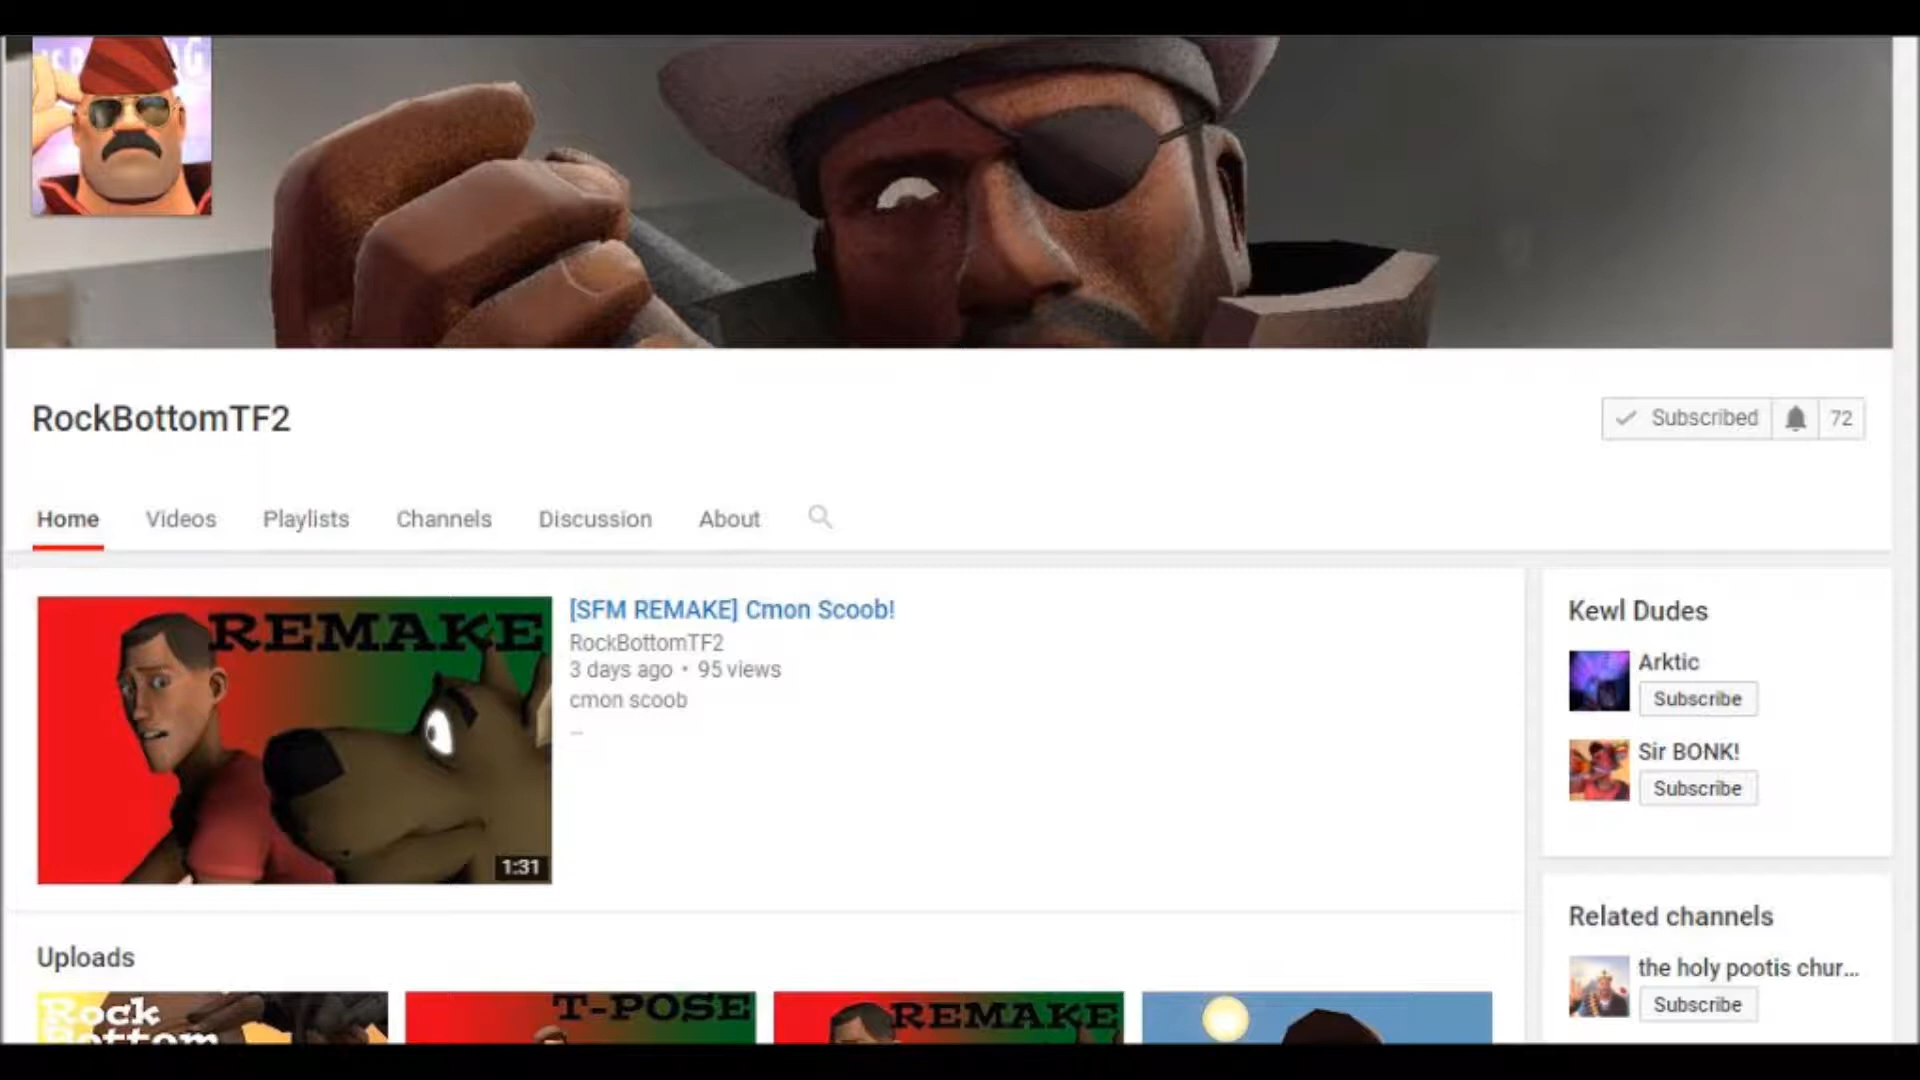 RockBottomTF2
Subscribed 72
Home Videos Playlists Channels Discussion About
REMAKE
1:31
[SFM REMAKE] Cmon Scoob!
RockBottomTF2
3 days ago • 95 views
cmon scoob
...
Kewl Dudes
Arktic
Subscribe
Sir BONK!
Subscribe
Related channels
the holy pootis chur...
Subscribe
Uploads
Rock
Bottom
T-POSE
REMAKE